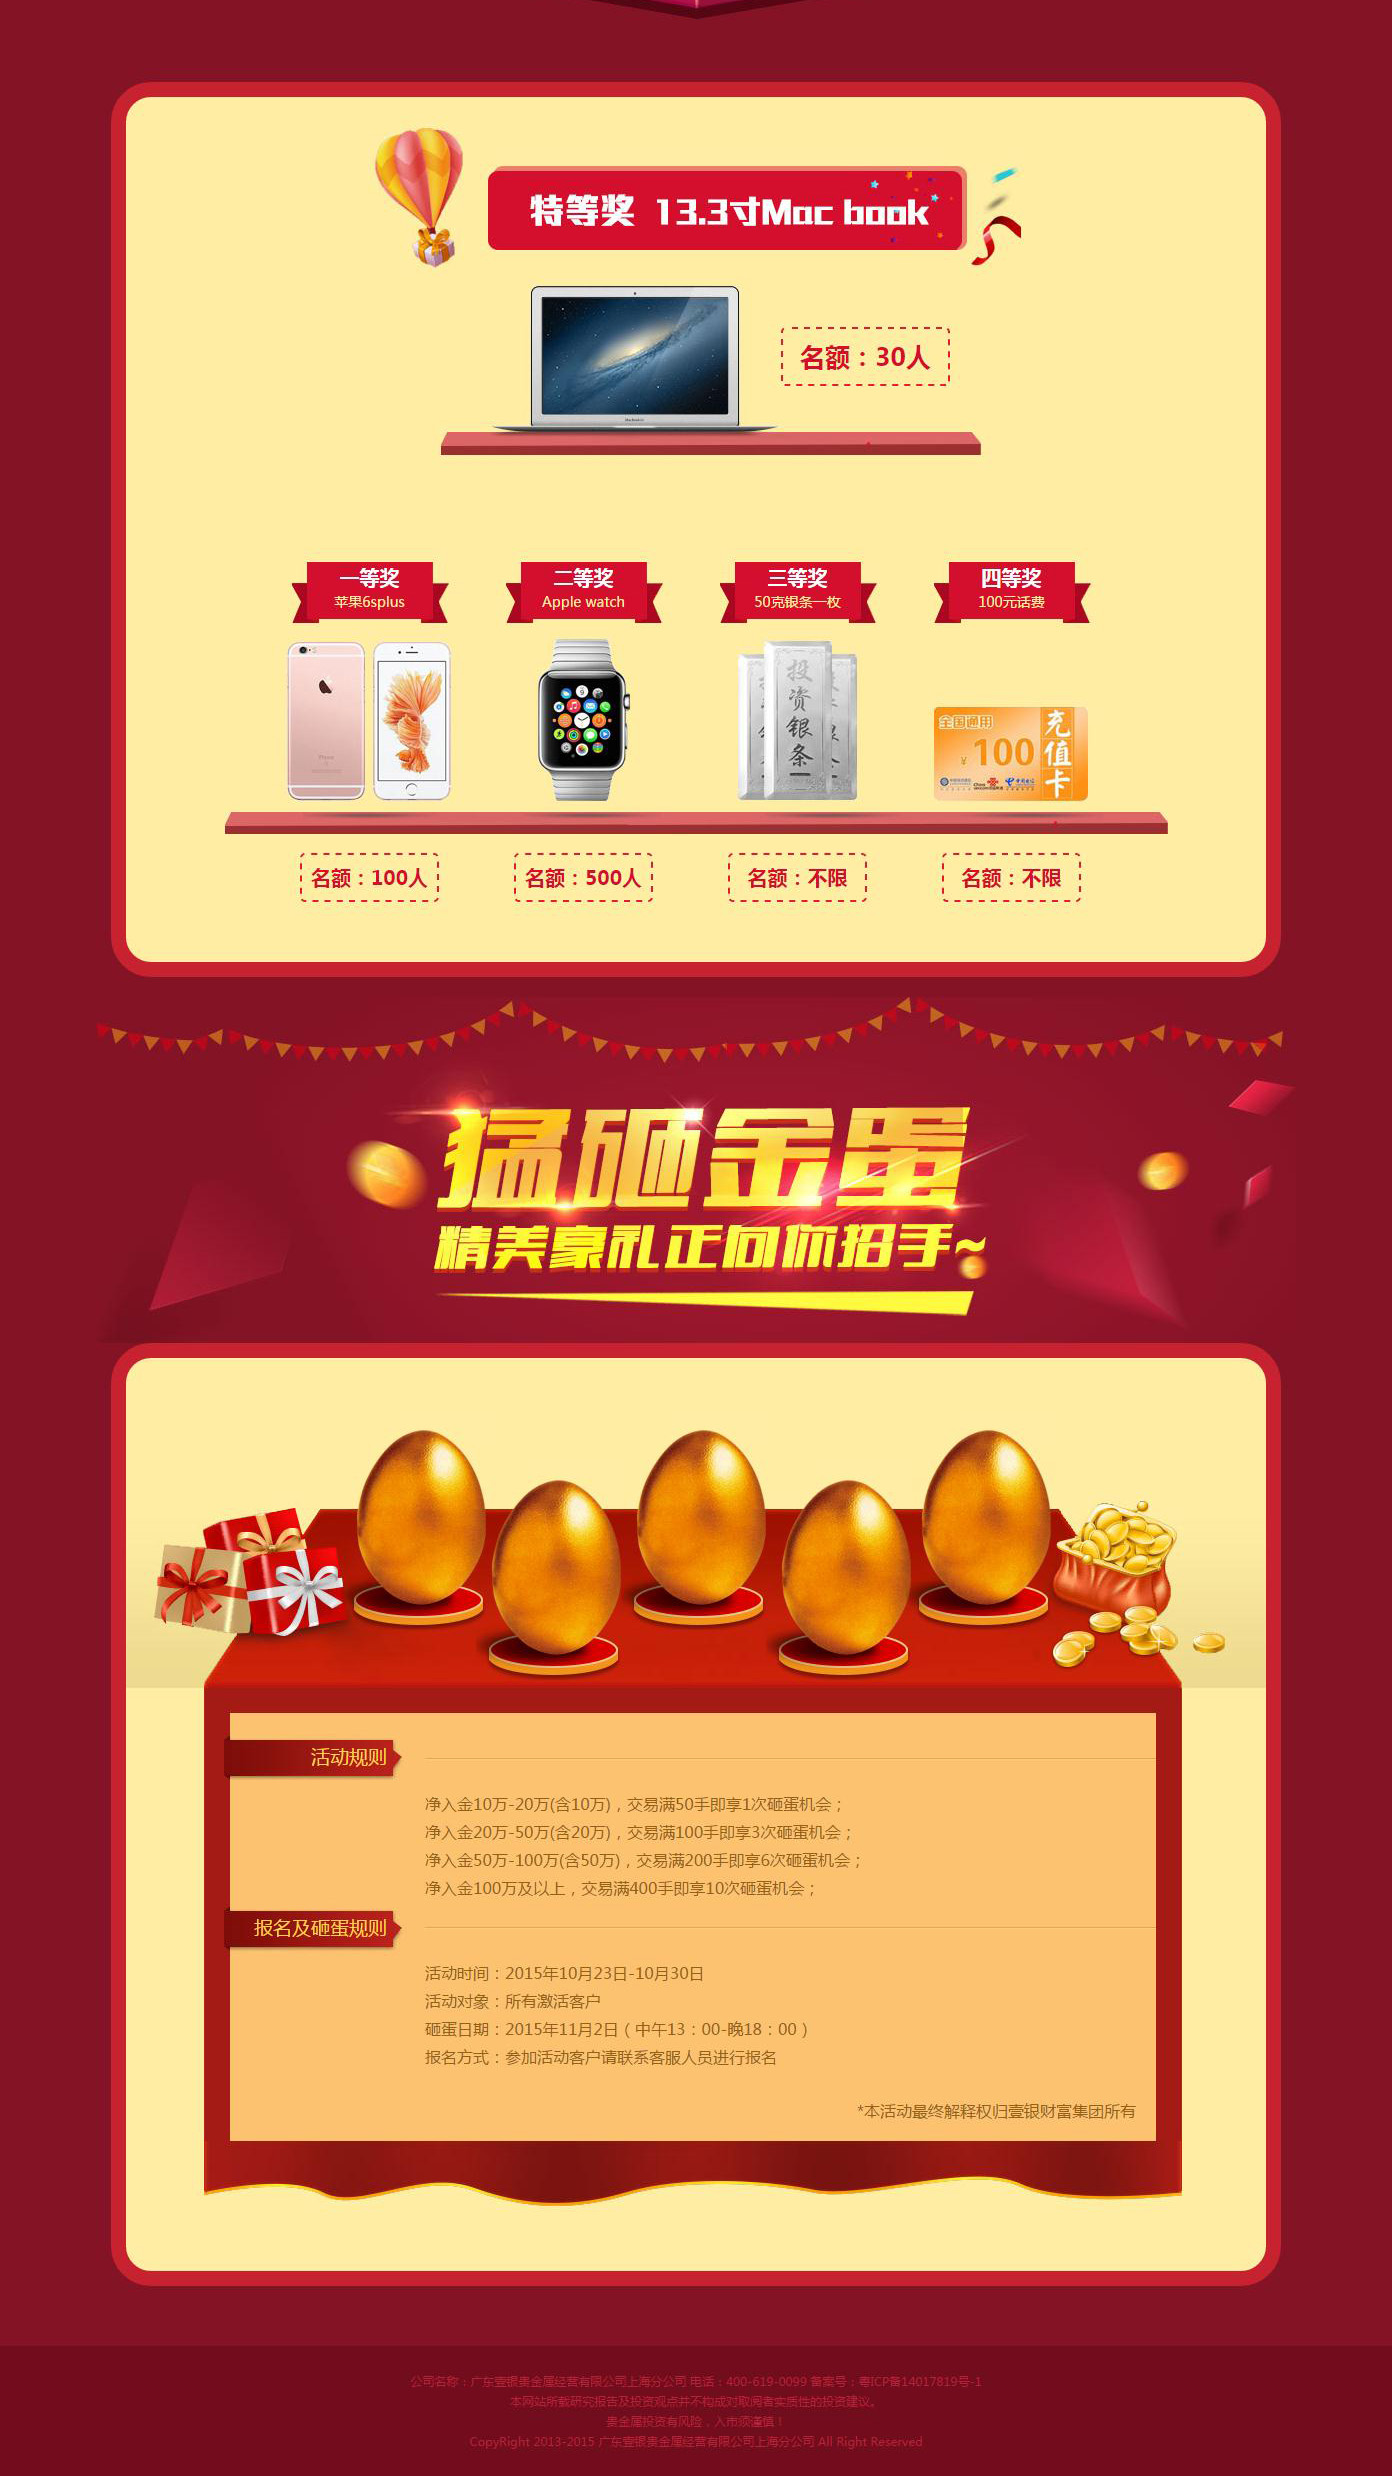 特等奖 13.3寸Mac book
名额：30人
一等奖
苹果6splus
二等奖
Apple watch
三等奖
50克银条一枚
四等奖
100元话费
投资银条
全国通用
¥100
充值卡
名额：100人
名额：500人
名额：不限
名额：不限
猛砸金蛋
精美豪礼正向你招手~
活动规则
净入金10万-20万(含10万)，交易满50手即享1次砸蛋机会；
净入金20万-50万(含20万)，交易满100手即享3次砸蛋机会；
净入金50万-100万(含50万)，交易满200手即享6次砸蛋机会；
净入金100万及以上，交易满400手即享10次砸蛋机会；
报名及砸蛋规则
活动时间：2015年10月23日-10月30日
活动对象：所有激活客户
砸蛋日期：2015年11月2日（中午13：00-晚18：00）
报名方式：参加活动客户请联系客服人员进行报名
*本活动最终解释权归壹银财富集团所有
公司名称：广东壹银贵金属经营有限公司上海分公司 电话：400-619-0099 备案号：粤ICP备14017819号-1
本网站所载研究报告及投资观点并不构成对取阅者实质性的投资建议。
贵金属投资有风险，入市须谨慎！
CopyRight 2013-2015 广东壹银贵金属经营有限公司上海分公司 All Right Reserved